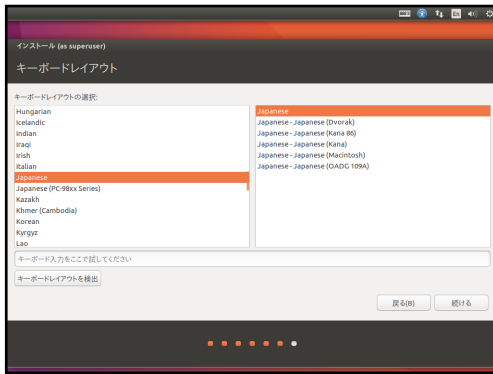 En
インストール (as superuser)
キーボードレイアウト
キーボードレイアウトの選択:
Hungarian
Icelandic
Indian
Iraqi
Irish
Italian
Japanese
Japanese (PC-98xx Series)
Kazakh
Khmer (Cambodia)
Korean
Kyrgyz
Lao
Japanese
Japanese - Japanese (Dvorak)
Japanese - Japanese (Kana 86)
Japanese - Japanese (Kana)
Japanese - Japanese (Macintosh)
Japanese - Japanese (OADG 109A)
キーボード入力をここで試してください
キーボードレイアウトを検出
戻る(B)
続ける